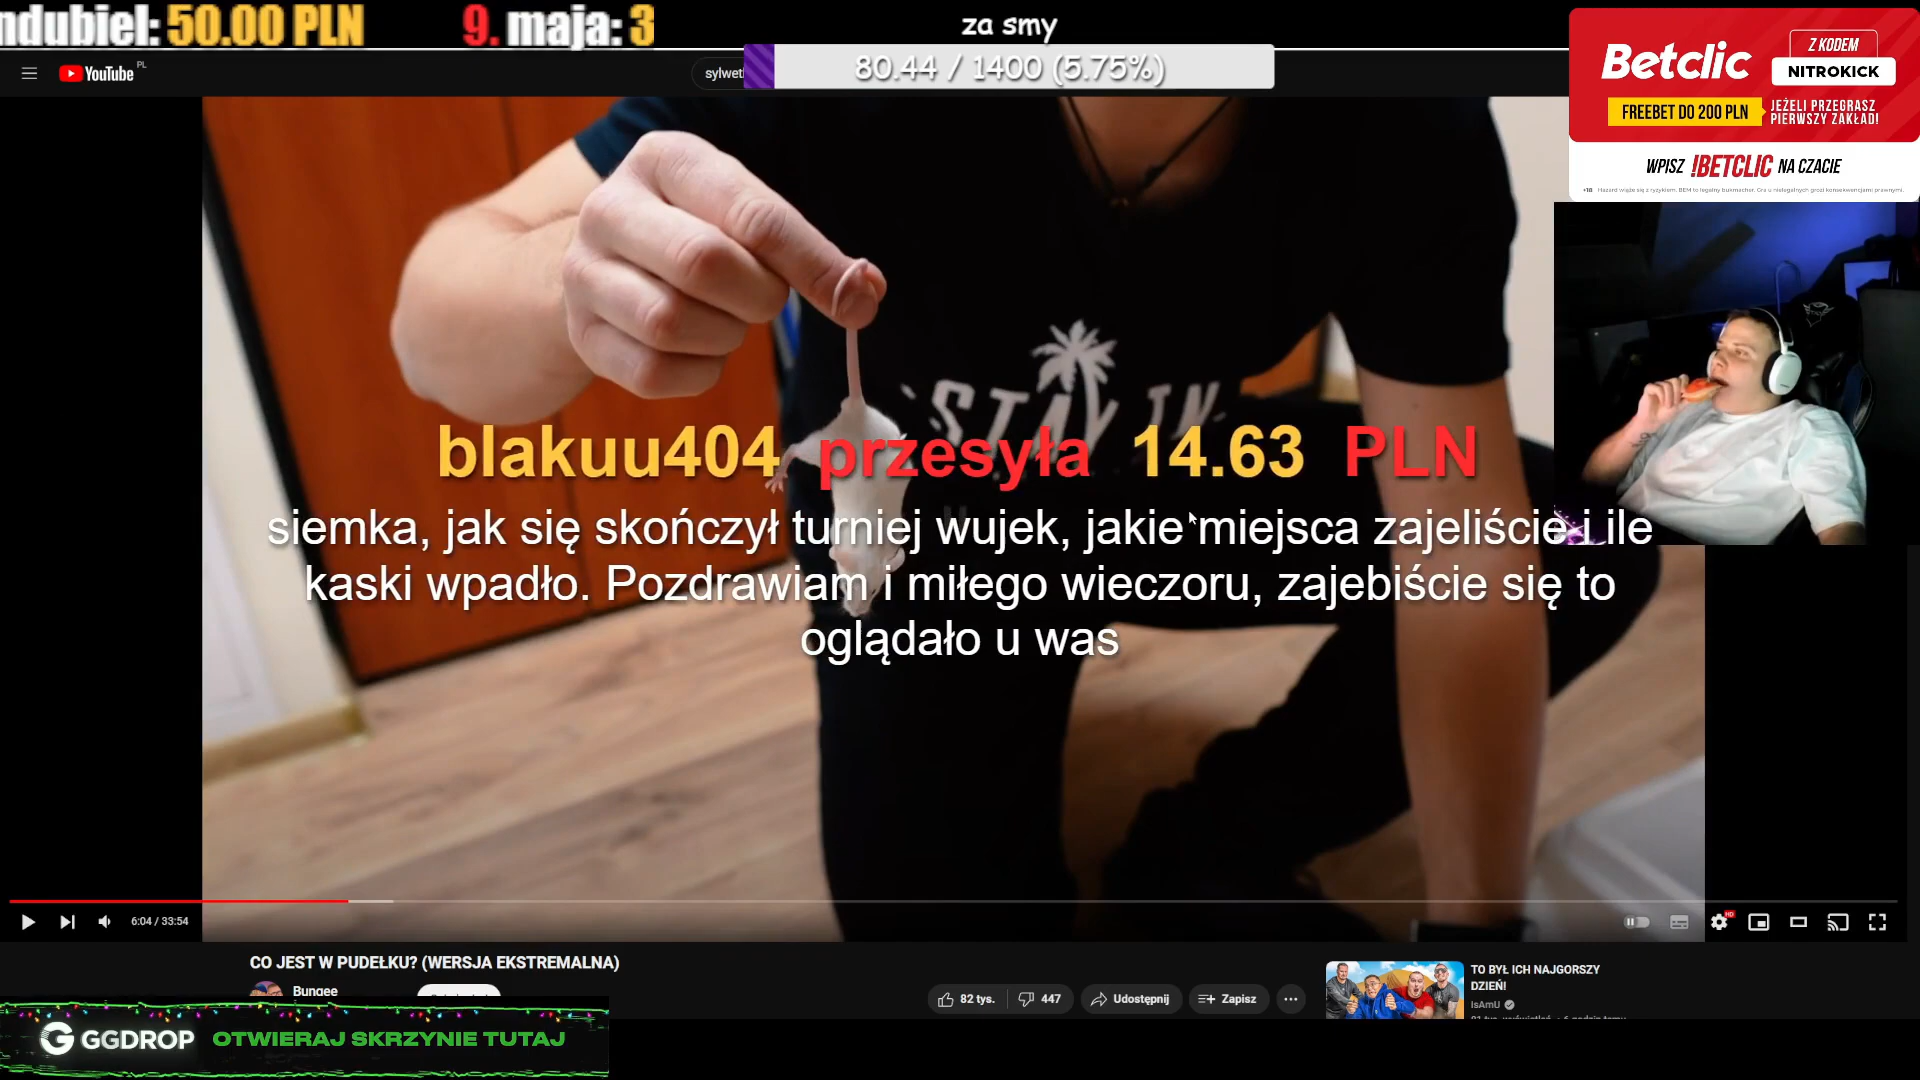 ndubiel: 50.00 PLN 9. maja: 3
za smy
80.44 / 1400 (5.75%)
YouTube PL
Betclic
Z KODEM
NITROKICK
FREEBET DO 200 PLN
JEŻELI PRZEGRASZ
PIERWSZY ZAKŁAD!
WPISZ !BETCLIC NA CZACIE
STAY IN
blakuu404 przesyła 14.63 PLN
siemka, jak się skończył turniej wujek, jakie miejsca zajeliście i ile
kaski wpadło. Pozdrawiam i miłego wieczoru, zajebiście się to
oglądało u was
6:04 / 33:54
HD
CO JEST W PUDEŁKU? (WERSJA EKSTREMALNA)
Bungee
82 tys. 447 Udostępnij Zapisz
TO BYŁ ICH NAJGORSZY
DZIEŃ!
IsAmU
GGDROP OTWIERAJ SKRZYNIE TUTAJ